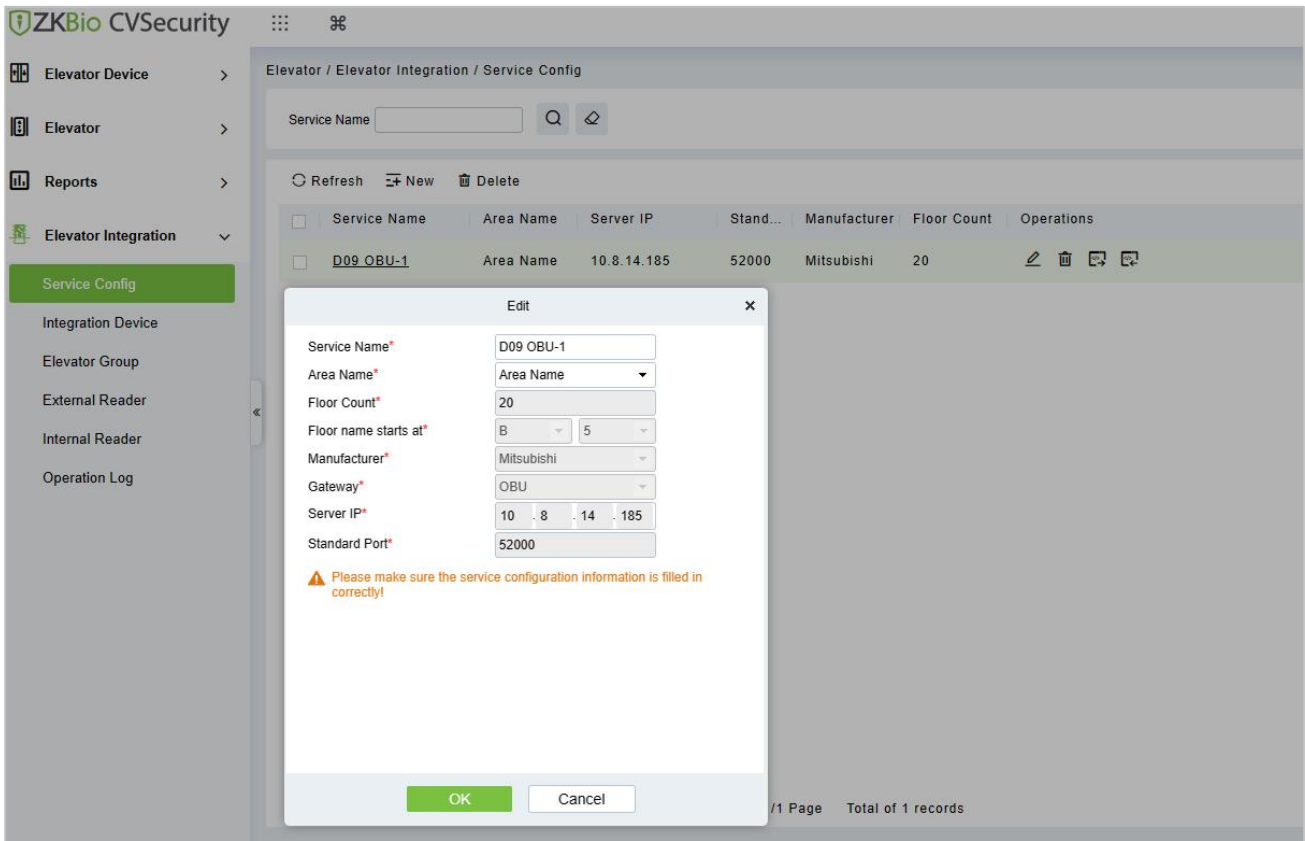 ZKBio CVSecurity
Elevator Device
Elevator
Reports
Elevator Integration
Service Config
Integration Device
Elevator Group
External Reader
Internal Reader
Operation Log
Elevator / Elevator Integration / Service Config
Service Name
Refresh New Delete
Service Name Area Name Server IP Stand... Manufacturer Floor Count Operations
D09 OBU-1 Area Name 10.8.14.185 52000 Mitsubishi 20
Edit
Service Name* D09 OBU-1
Area Name* Area Name
Floor Count* 20
Floor name starts at* B 5
Manufacturer* Mitsubishi
Gateway* OBU
Server IP* 10 . 8 . 14 . 185
Standard Port* 52000
Please make sure the service configuration information is filled in
correctly!
OK Cancel
/1 Page Total of 1 records